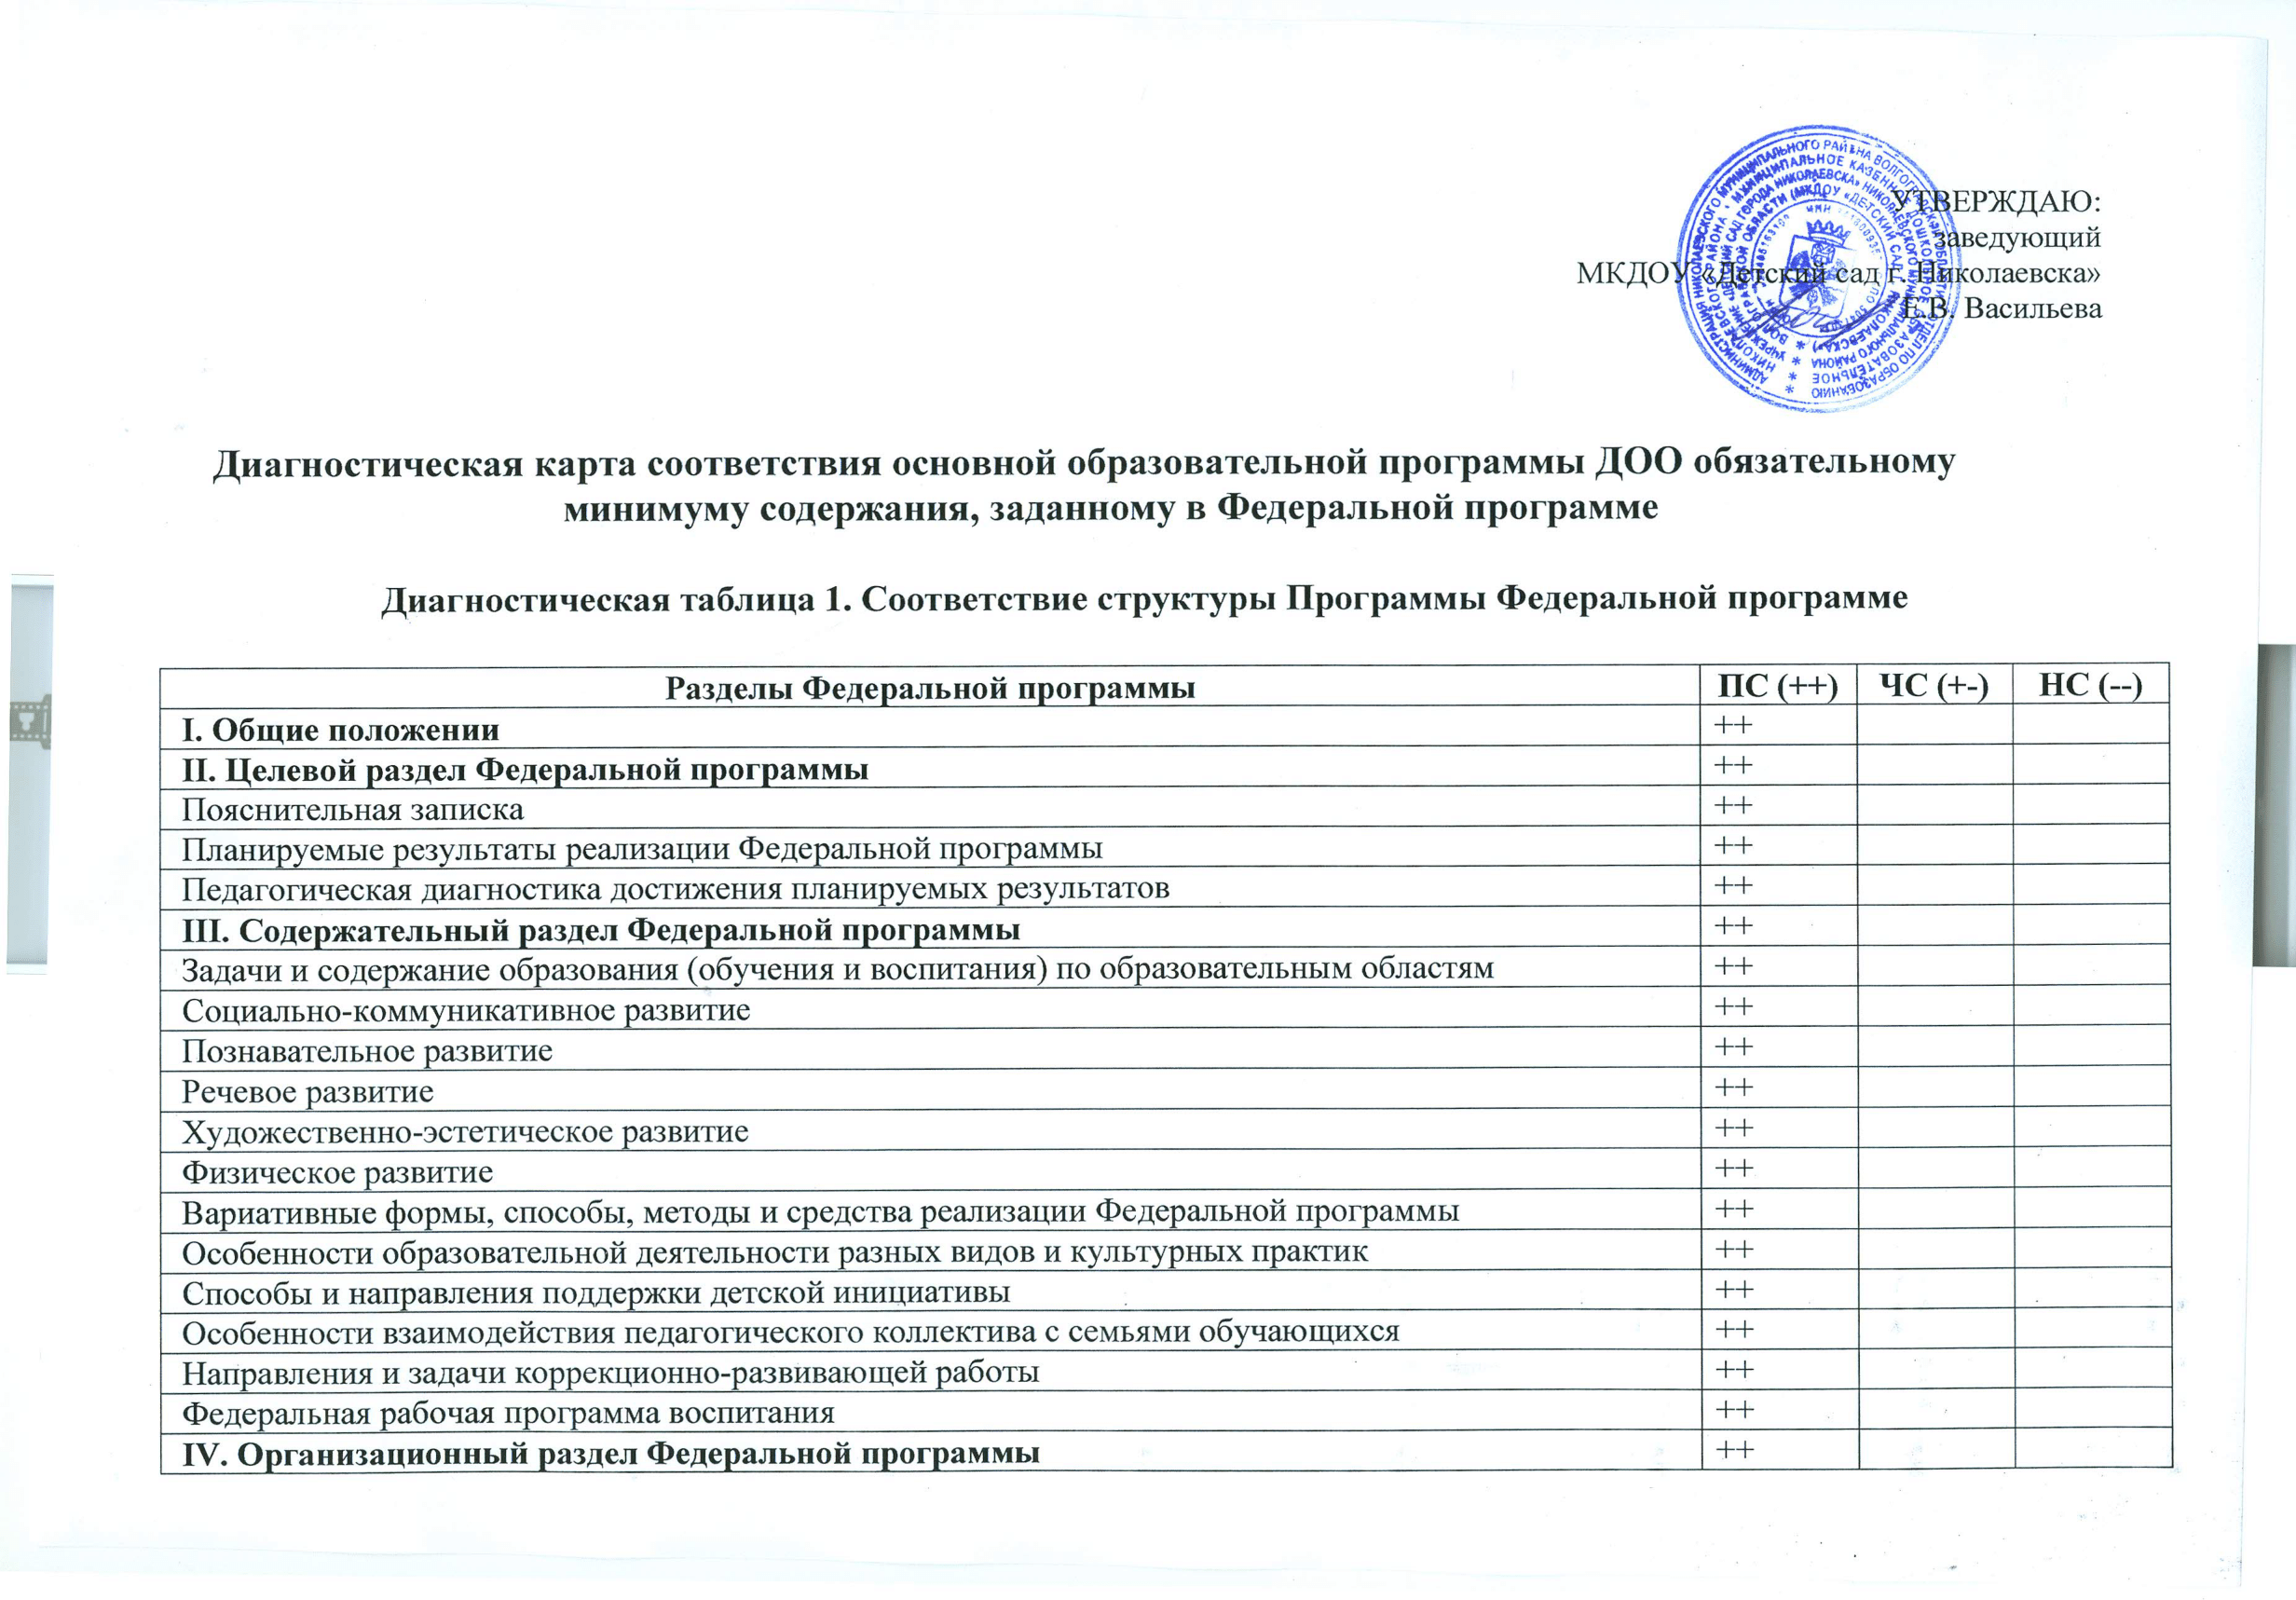 УТВЕРЖДАЮ:
заведующий
МКДОУ «Детский сад г. Николаевска»
Е.В. Васильева
Диагностическая карта соответствия основной образовательной программы ДОО обязательному
минимуму содержания, заданному в Федеральной программе
Диагностическая таблица 1. Соответствие структуры Программы Федеральной программе
Разделы Федеральной программы ПС (++) ЧС (+-) НС (--)
I. Общие положении ++
II. Целевой раздел Федеральной программы ++
Пояснительная записка ++
Планируемые результаты реализации Федеральной программы ++
Педагогическая диагностика достижения планируемых результатов ++
III. Содержательный раздел Федеральной программы ++
Задачи и содержание образования (обучения и воспитания) по образовательным областям ++
Социально-коммуникативное развитие ++
Познавательное развитие ++
Речевое развитие ++
Художественно-эстетическое развитие ++
Физическое развитие ++
Вариативные формы, способы, методы и средства реализации Федеральной программы ++
Особенности образовательной деятельности разных видов и культурных практик ++
Способы и направления поддержки детской инициативы ++
Особенности взаимодействия педагогического коллектива с семьями обучающихся ++
Направления и задачи коррекционно-развивающей работы ++
Федеральная рабочая программа воспитания ++
IV. Организационный раздел Федеральной программы ++